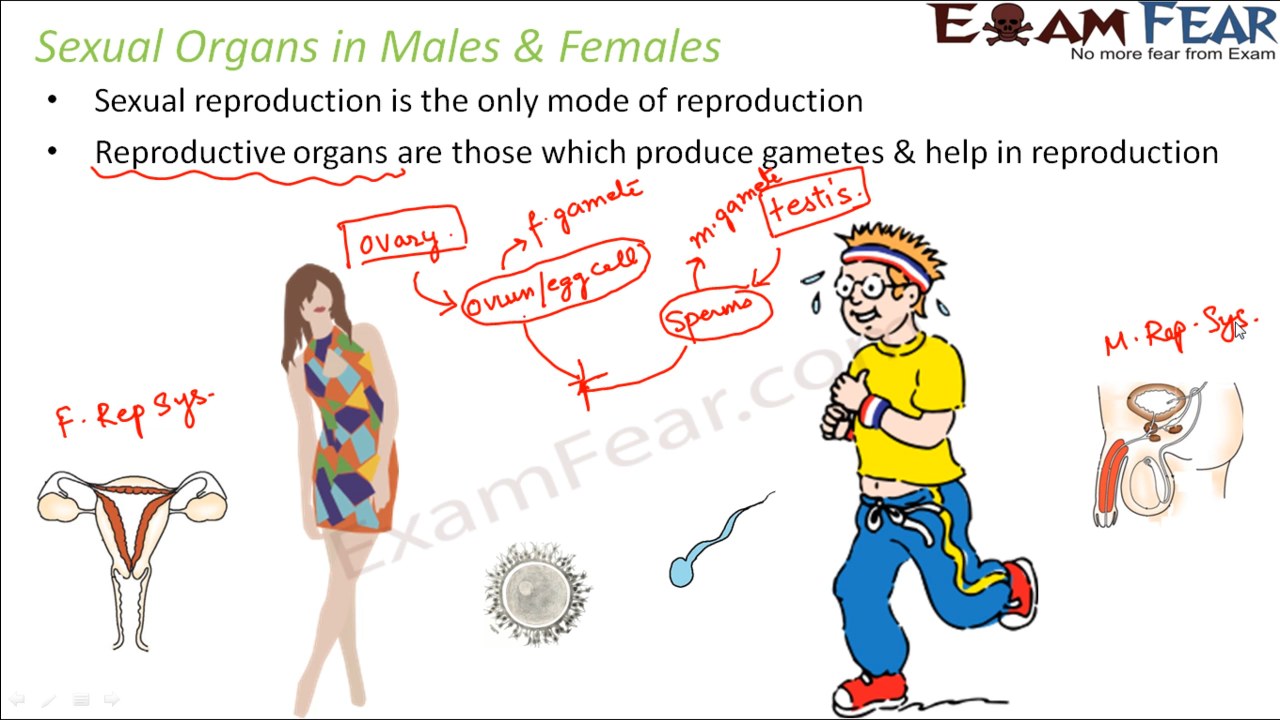 Sexual Organs in Males & Females
EXAM FEAR
No more fear from Exam
• Sexual reproduction is the only mode of reproduction
• Reproductive organs are those which produce gametes & help in reproduction
ovary.
f. gamete
m. gamete
testis.
ovum/egg cell
Sperms
M. Rep. Sys.
F. Rep Sys.
ExamFear.com